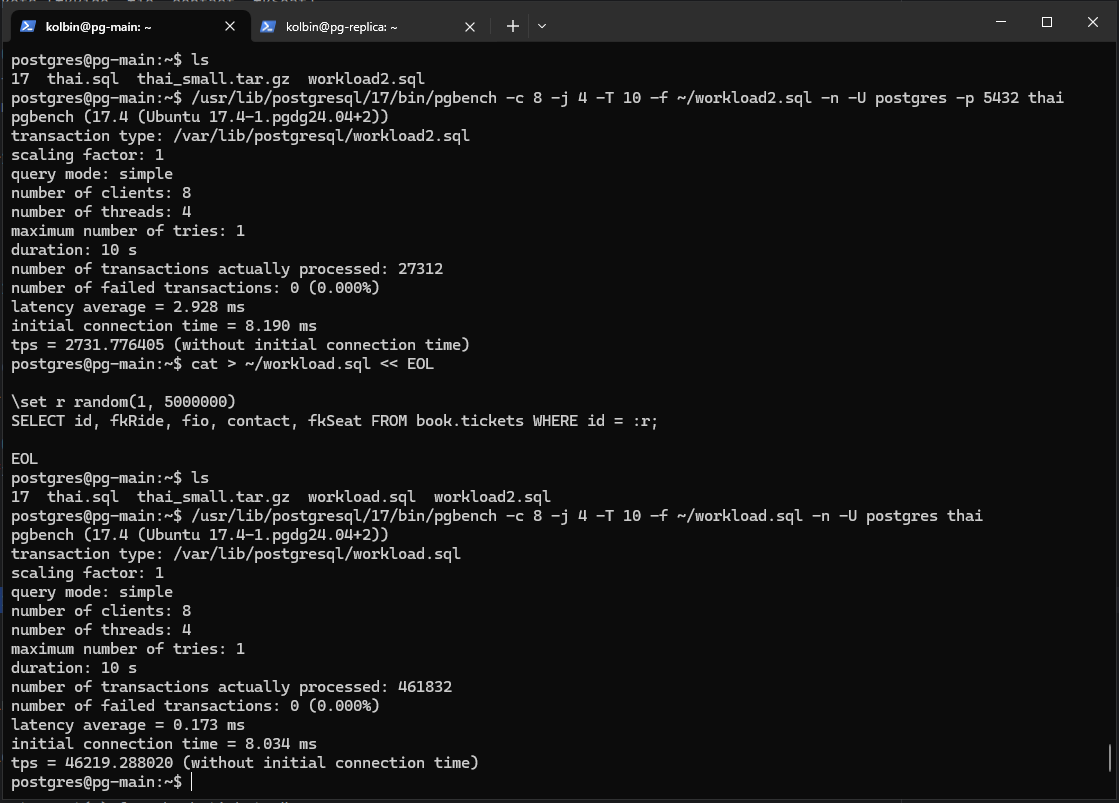 kolbin@pg-main: ~ kolbin@pg-replica: ~
postgres@pg-main:~$ ls
17  thai.sql  thai_small.tar.gz  workload2.sql
postgres@pg-main:~$ /usr/lib/postgresql/17/bin/pgbench -c 8 -j 4 -T 10 -f ~/workload2.sql -n -U postgres -p 5432 thai
pgbench (17.4 (Ubuntu 17.4-1.pgdg24.04+2))
transaction type: /var/lib/postgresql/workload2.sql
scaling factor: 1
query mode: simple
number of clients: 8
number of threads: 4
maximum number of tries: 1
duration: 10 s
number of transactions actually processed: 27312
number of failed transactions: 0 (0.000%)
latency average = 2.928 ms
initial connection time = 8.190 ms
tps = 2731.776405 (without initial connection time)
postgres@pg-main:~$ cat > ~/workload.sql << EOL
\set r random(1, 5000000)
SELECT id, fkRide, fio, contact, fkSeat FROM book.tickets WHERE id = :r;
EOL
postgres@pg-main:~$ ls
17  thai.sql  thai_small.tar.gz  workload.sql  workload2.sql
postgres@pg-main:~$ /usr/lib/postgresql/17/bin/pgbench -c 8 -j 4 -T 10 -f ~/workload.sql -n -U postgres thai
pgbench (17.4 (Ubuntu 17.4-1.pgdg24.04+2))
transaction type: /var/lib/postgresql/workload.sql
scaling factor: 1
query mode: simple
number of clients: 8
number of threads: 4
maximum number of tries: 1
duration: 10 s
number of transactions actually processed: 461832
number of failed transactions: 0 (0.000%)
latency average = 0.173 ms
initial connection time = 8.034 ms
tps = 46219.288020 (without initial connection time)
postgres@pg-main:~$